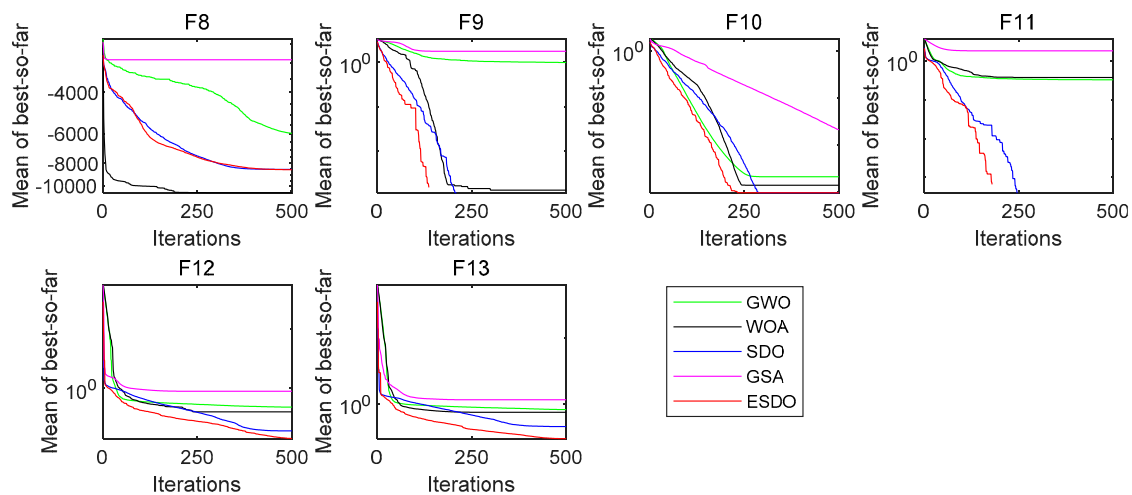 F8
Mean of best-so-far
-4000
-6000
-8000
-10000
0
250
500
Iterations
F9
Mean of best-so-far
10^0
0
250
500
Iterations
F10
Mean of best-so-far
10^0
0
250
500
Iterations
F11
Mean of best-so-far
10^0
0
250
500
Iterations
F12
Mean of best-so-far
10^0
0
250
500
Iterations
F13
Mean of best-so-far
10^0
0
250
500
Iterations
GWO
WOA
SDO
GSA
ESDO